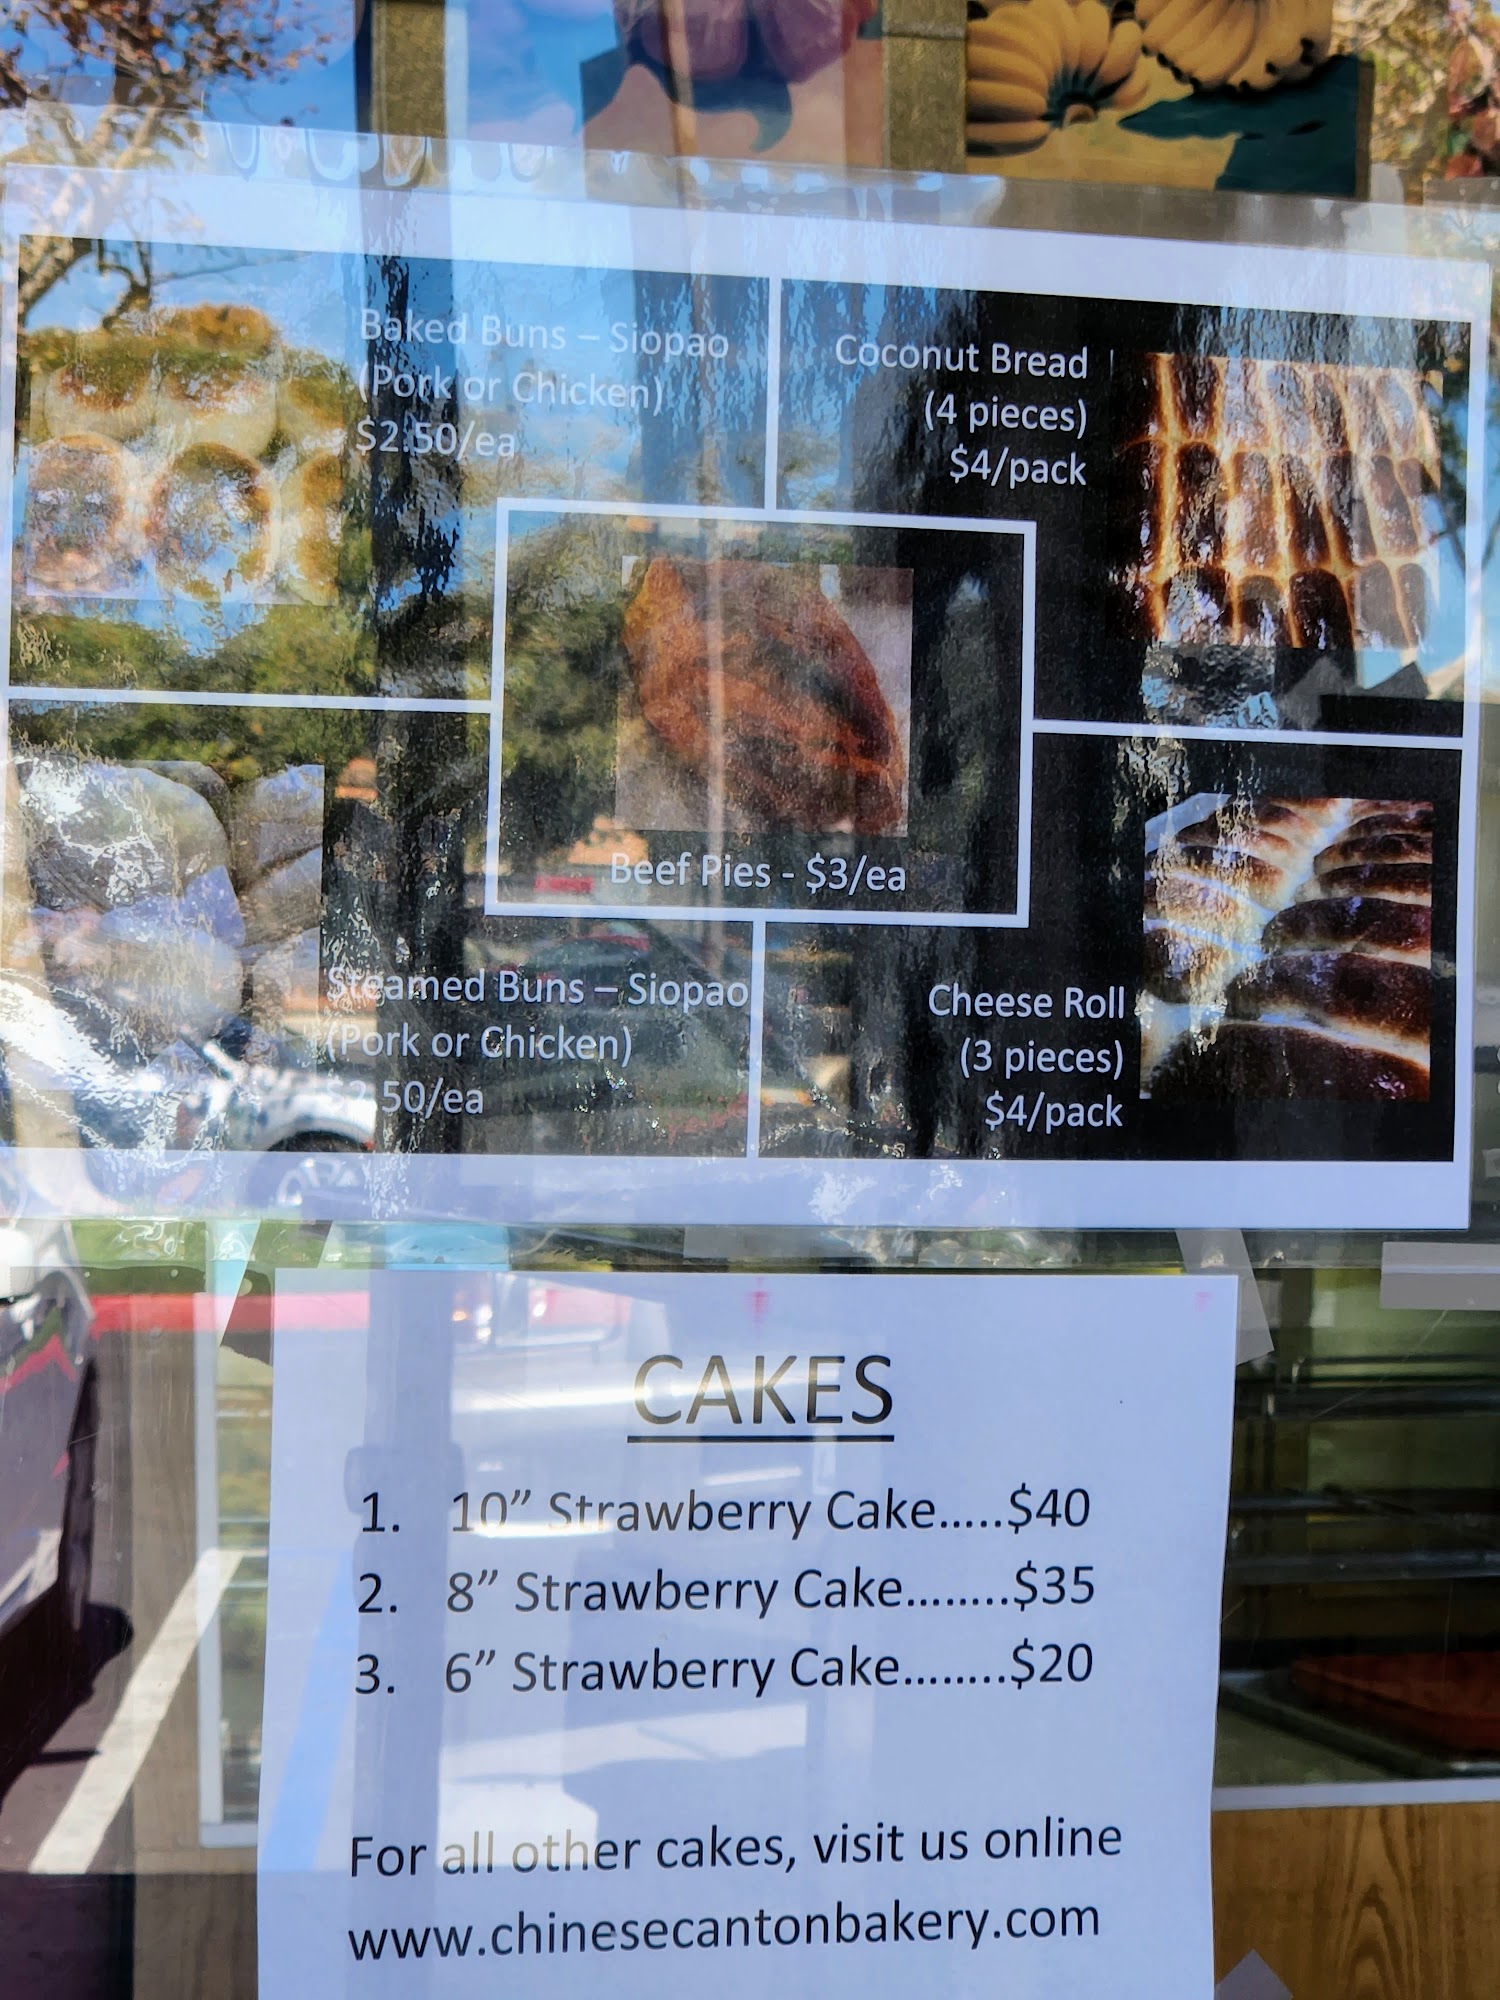 Baked Buns – Siopao
(Pork or Chicken)
$2.50/ea
Coconut Bread
(4 pieces)
$4/pack
Beef Pies - $3/ea
Steamed Buns – Siopao
(Pork or Chicken)
$2.50/ea
Cheese Roll
(3 pieces)
$4/pack
CAKES
1. 10” Strawberry Cake.....$40
2. 8” Strawberry Cake........$35
3. 6” Strawberry Cake........$20
For all other cakes, visit us online
www.chinesecantonbakery.com